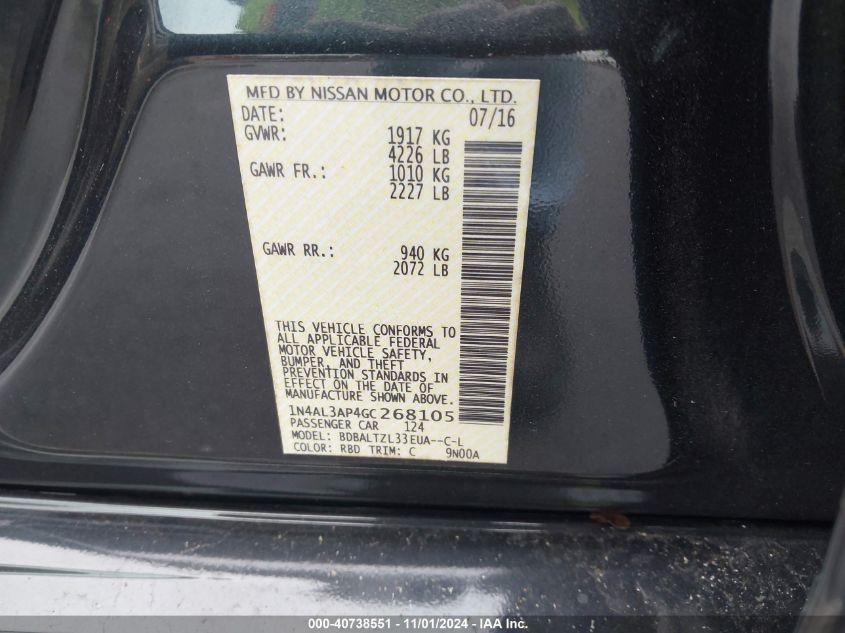 MFD BY NISSAN MOTOR CO., LTD.
DATE: 07/16
GVWR: 1917 KG
4226 LB
GAWR FR.: 1010 KG
2227 LB
GAWR RR.: 940 KG
2072 LB
THIS VEHICLE CONFORMS TO
ALL APPLICABLE FEDERAL
MOTOR VEHICLE SAFETY,
BUMPER, AND THEFT
PREVENTION STANDARDS IN
EFFECT ON THE DATE OF
MANUFACTURE SHOWN ABOVE.
1N4AL3AP4GC268105
PASSENGER CAR 124
MODEL: BDBALTZL33EUA--C-L
COLOR: RBD TRIM: C 9N00A
000-40738551 - 11/01/2024 - IAA Inc.